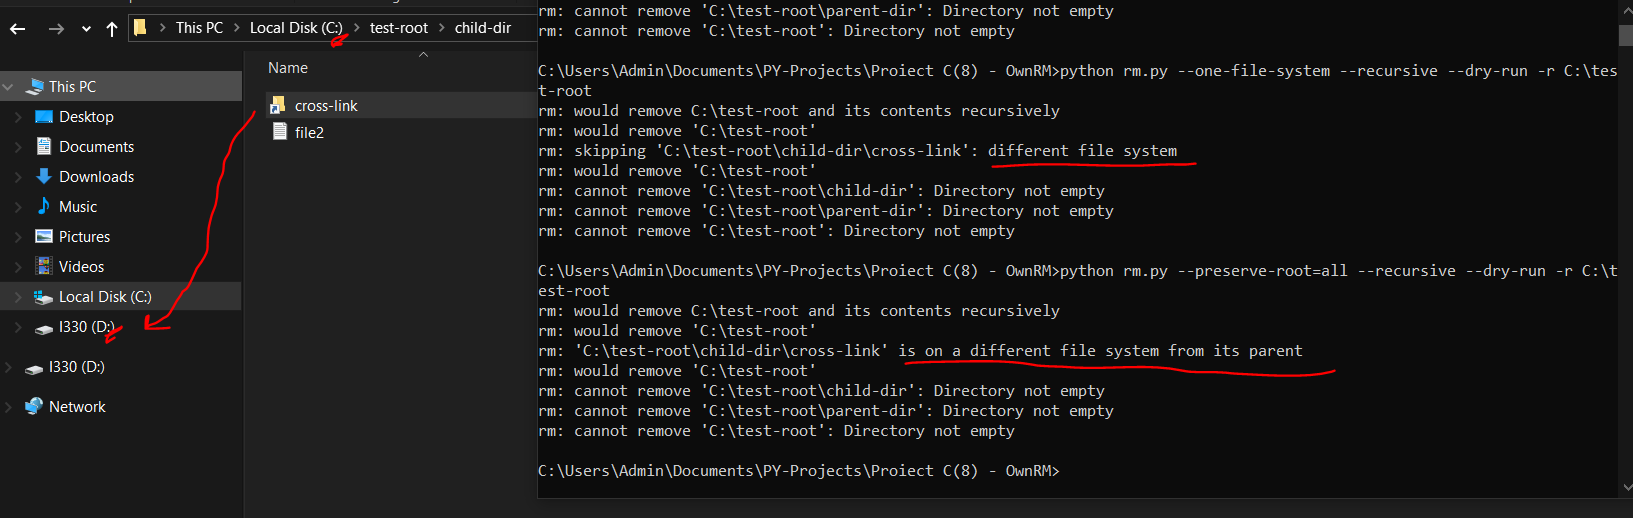 This PC
Local Disk (C:)
test-root
child-dir
This PC
Desktop
Documents
Downloads
Music
Pictures
Videos
Local Disk (C:)
I330 (D:)
I330 (D:)
Network
Name
cross-link
file2
rm: cannot remove 'C:\test-root\parent-dir': Directory not empty
rm: cannot remove 'C:\test-root': Directory not empty
C:\Users\Admin\Documents\PY-Projects\Proiect C(8) - OwnRM>python rm.py --one-file-system --recursive --dry-run -r C:\tes
t-root
rm: would remove C:\test-root and its contents recursively
rm: would remove 'C:\test-root'
rm: skipping 'C:\test-root\child-dir\cross-link': different file system
rm: would remove 'C:\test-root'
rm: cannot remove 'C:\test-root\child-dir': Directory not empty
rm: cannot remove 'C:\test-root\parent-dir': Directory not empty
rm: cannot remove 'C:\test-root': Directory not empty
C:\Users\Admin\Documents\PY-Projects\Proiect C(8) - OwnRM>python rm.py --preserve-root=all --recursive --dry-run -r C:\t
est-root
rm: would remove C:\test-root and its contents recursively
rm: would remove 'C:\test-root'
rm: 'C:\test-root\child-dir\cross-link' is on a different file system from its parent
rm: would remove 'C:\test-root'
rm: cannot remove 'C:\test-root\child-dir': Directory not empty
rm: cannot remove 'C:\test-root\parent-dir': Directory not empty
rm: cannot remove 'C:\test-root': Directory not empty
C:\Users\Admin\Documents\PY-Projects\Proiect C(8) - OwnRM>